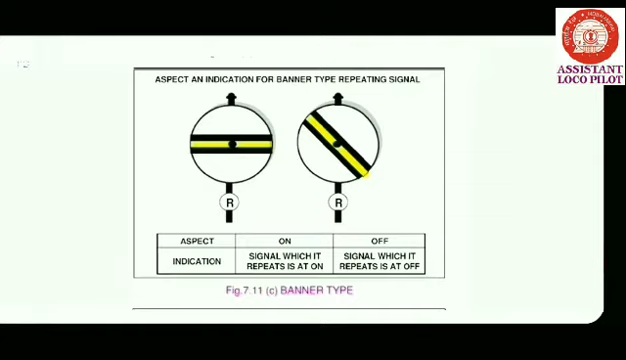 ASPECT AN INDICATION FOR BANNER TYPE REPEATING SIGNAL
R R
ASPECT ON OFF
INDICATION SIGNAL WHICH IT REPEATS IS AT ON SIGNAL WHICH IT REPEATS IS AT OFF
Fig.7.11 (c) BANNER TYPE
ASSISTANT
LOCO PILOT